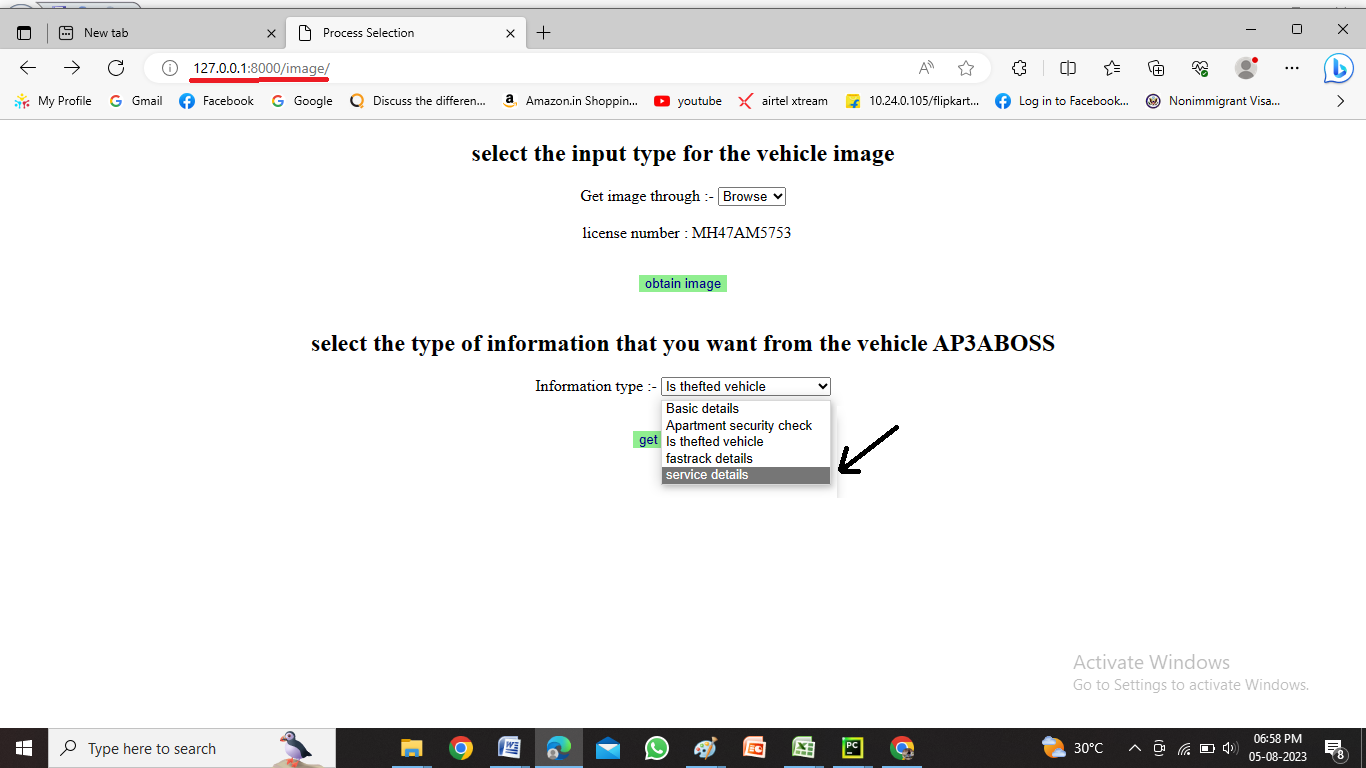 New tab
Process Selection
127.0.0.1:8000/image/
My Profile
Gmail
Facebook
Google
Discuss the differen...
Amazon.in Shoppin...
youtube
airtel xtream
10.24.0.105/flipkart...
Log in to Facebook...
Nonimmigrant Visa...
select the input type for the vehicle image
Get image through :- Browse
license number : MH47AM5753
obtain image
select the type of information that you want from the vehicle AP3ABOSS
Information type :- Is thefted vehicle
Basic details
Apartment security check
Is thefted vehicle
get
fastrack details
service details
Activate Windows
Go to Settings to activate Windows.
Type here to search
30°C
06:58 PM
05-08-2023
8